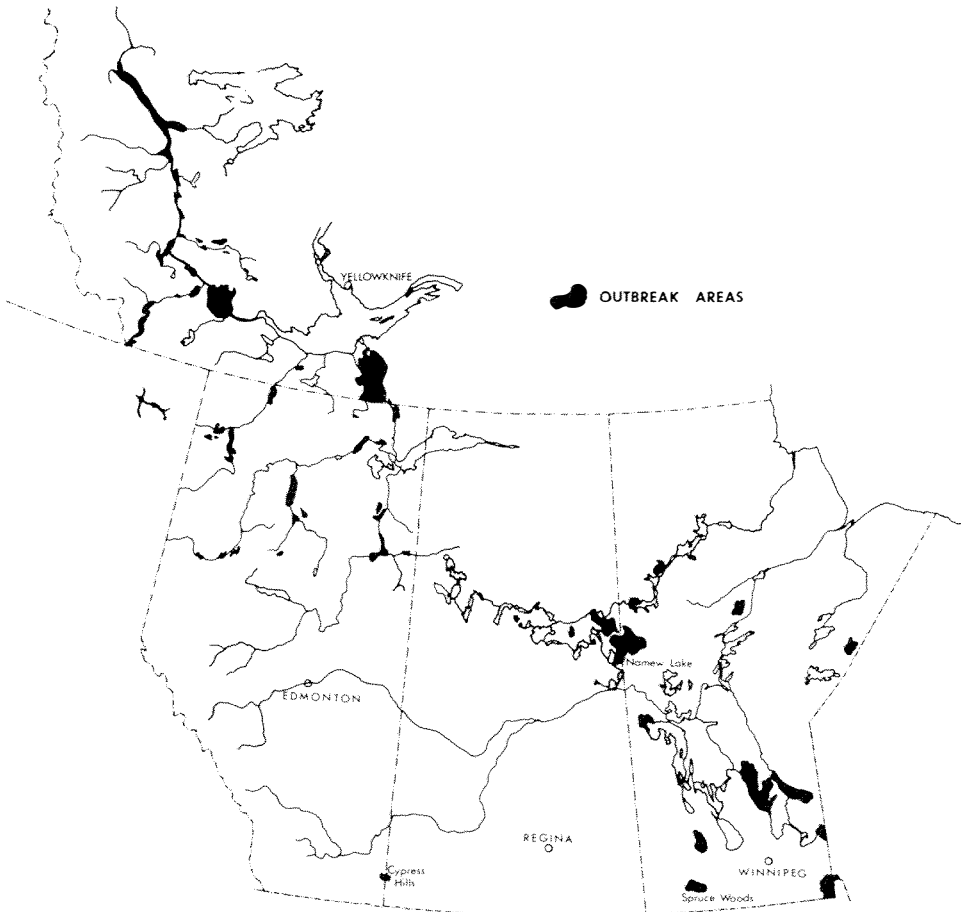 YELLOWKNIFE
OUTBREAK AREAS
Namew Lake
EDMONTON
REGINA
WINNIPEG
Cypress
Hills
Spruce Woods